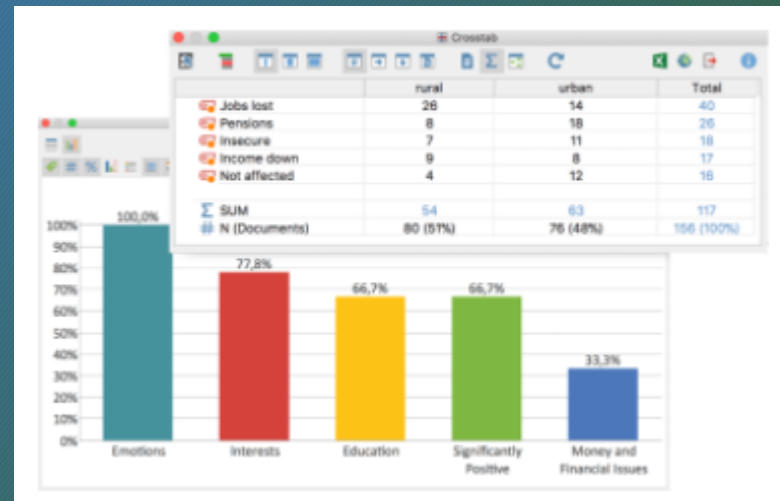 Crosstab
rural urban Total
Jobs lost 26 14 40
Pensions 8 18 26
Insecure 7 11 18
Income down 9 8 17
Not affected 4 12 16
SUM 54 63 117
N (Documents) 80 (51%) 76 (48%) 156 (100%)
100% 100,0%
90%
80% 77,8%
70% 66,7% 66,7%
60%
50%
40% 33,3%
30%
20%
10%
0%
Emotions Interests Education Significantly Money and
Positive Financial Issues